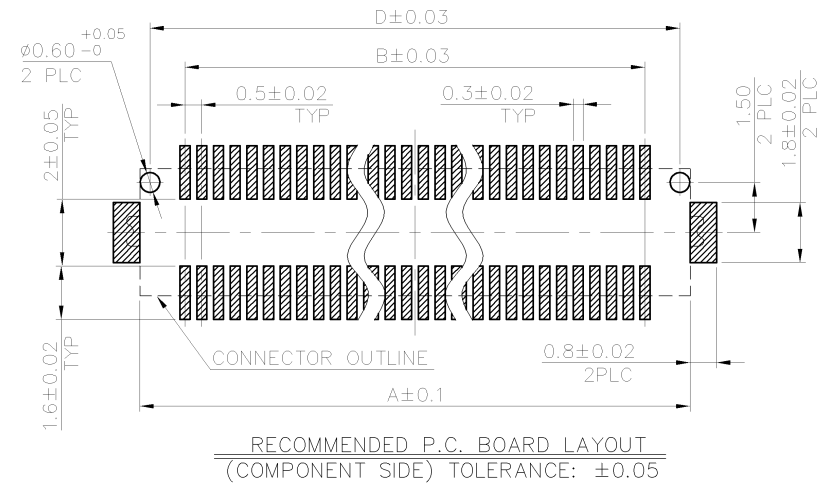 D±0.03
+0.05
ø0.60 -0
2 PLC
B±0.03
0.5±0.02
TYP
0.3±0.02
TYP
2±0.05
TYP
1.50
2 PLC
1.8±0.02
2 PLC
1.6±0.02
TYP
CONNECTOR OUTLINE
0.8±0.02
2PLC
A±0.1
RECOMMENDED P.C. BOARD LAYOUT
(COMPONENT SIDE) TOLERANCE: ±0.05